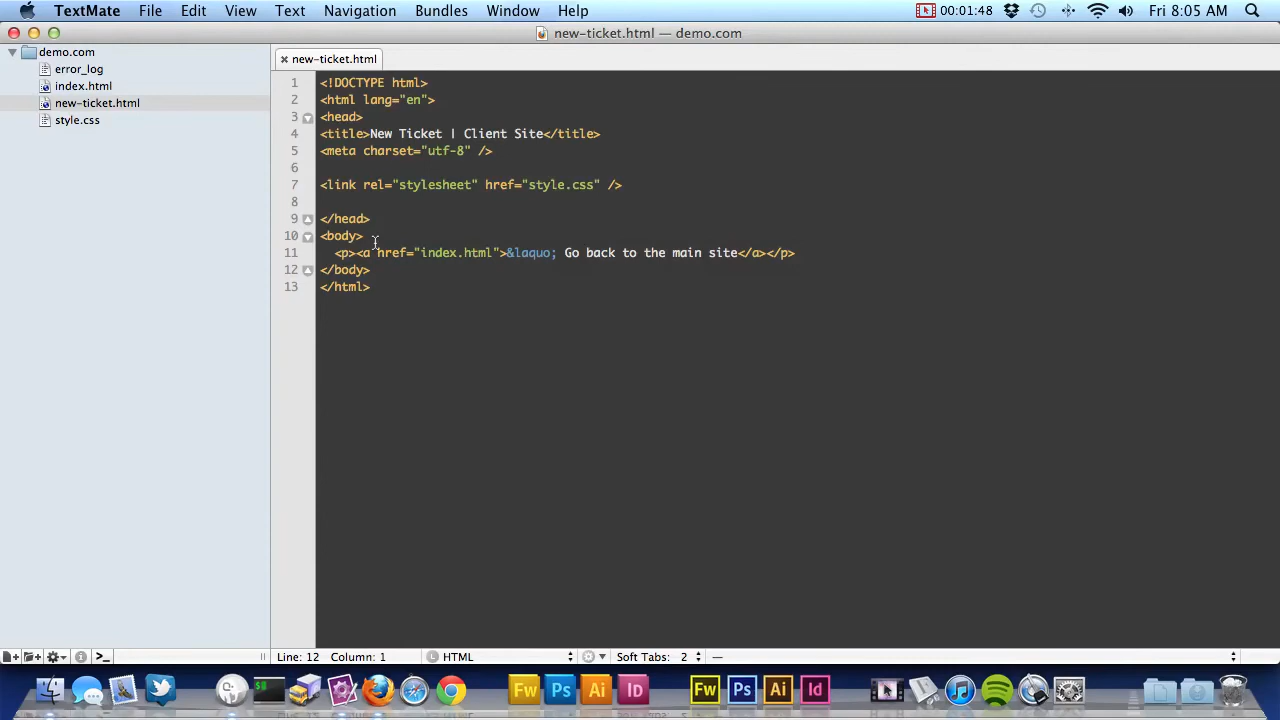 TextMate File Edit View Text Navigation Bundles Window Help 00:01:48 Fri 8:05 AM
new-ticket.html — demo.com
demo.com
error_log
index.html
new-ticket.html
style.css
new-ticket.html
1 <!DOCTYPE html>
2 <html lang="en">
3 <head>
4 <title>New Ticket | Client Site</title>
5 <meta charset="utf-8" />
6
7 <link rel="stylesheet" href="style.css" />
8
9 </head>
10 <body>
11 <p><a href="index.html">&laquo; Go back to the main site</a></p>
12 </body>
13 </html>
Line: 12 Column: 1 HTML Soft Tabs: 2 —
Fw Ps Ai Id Fw Ps Ai Id